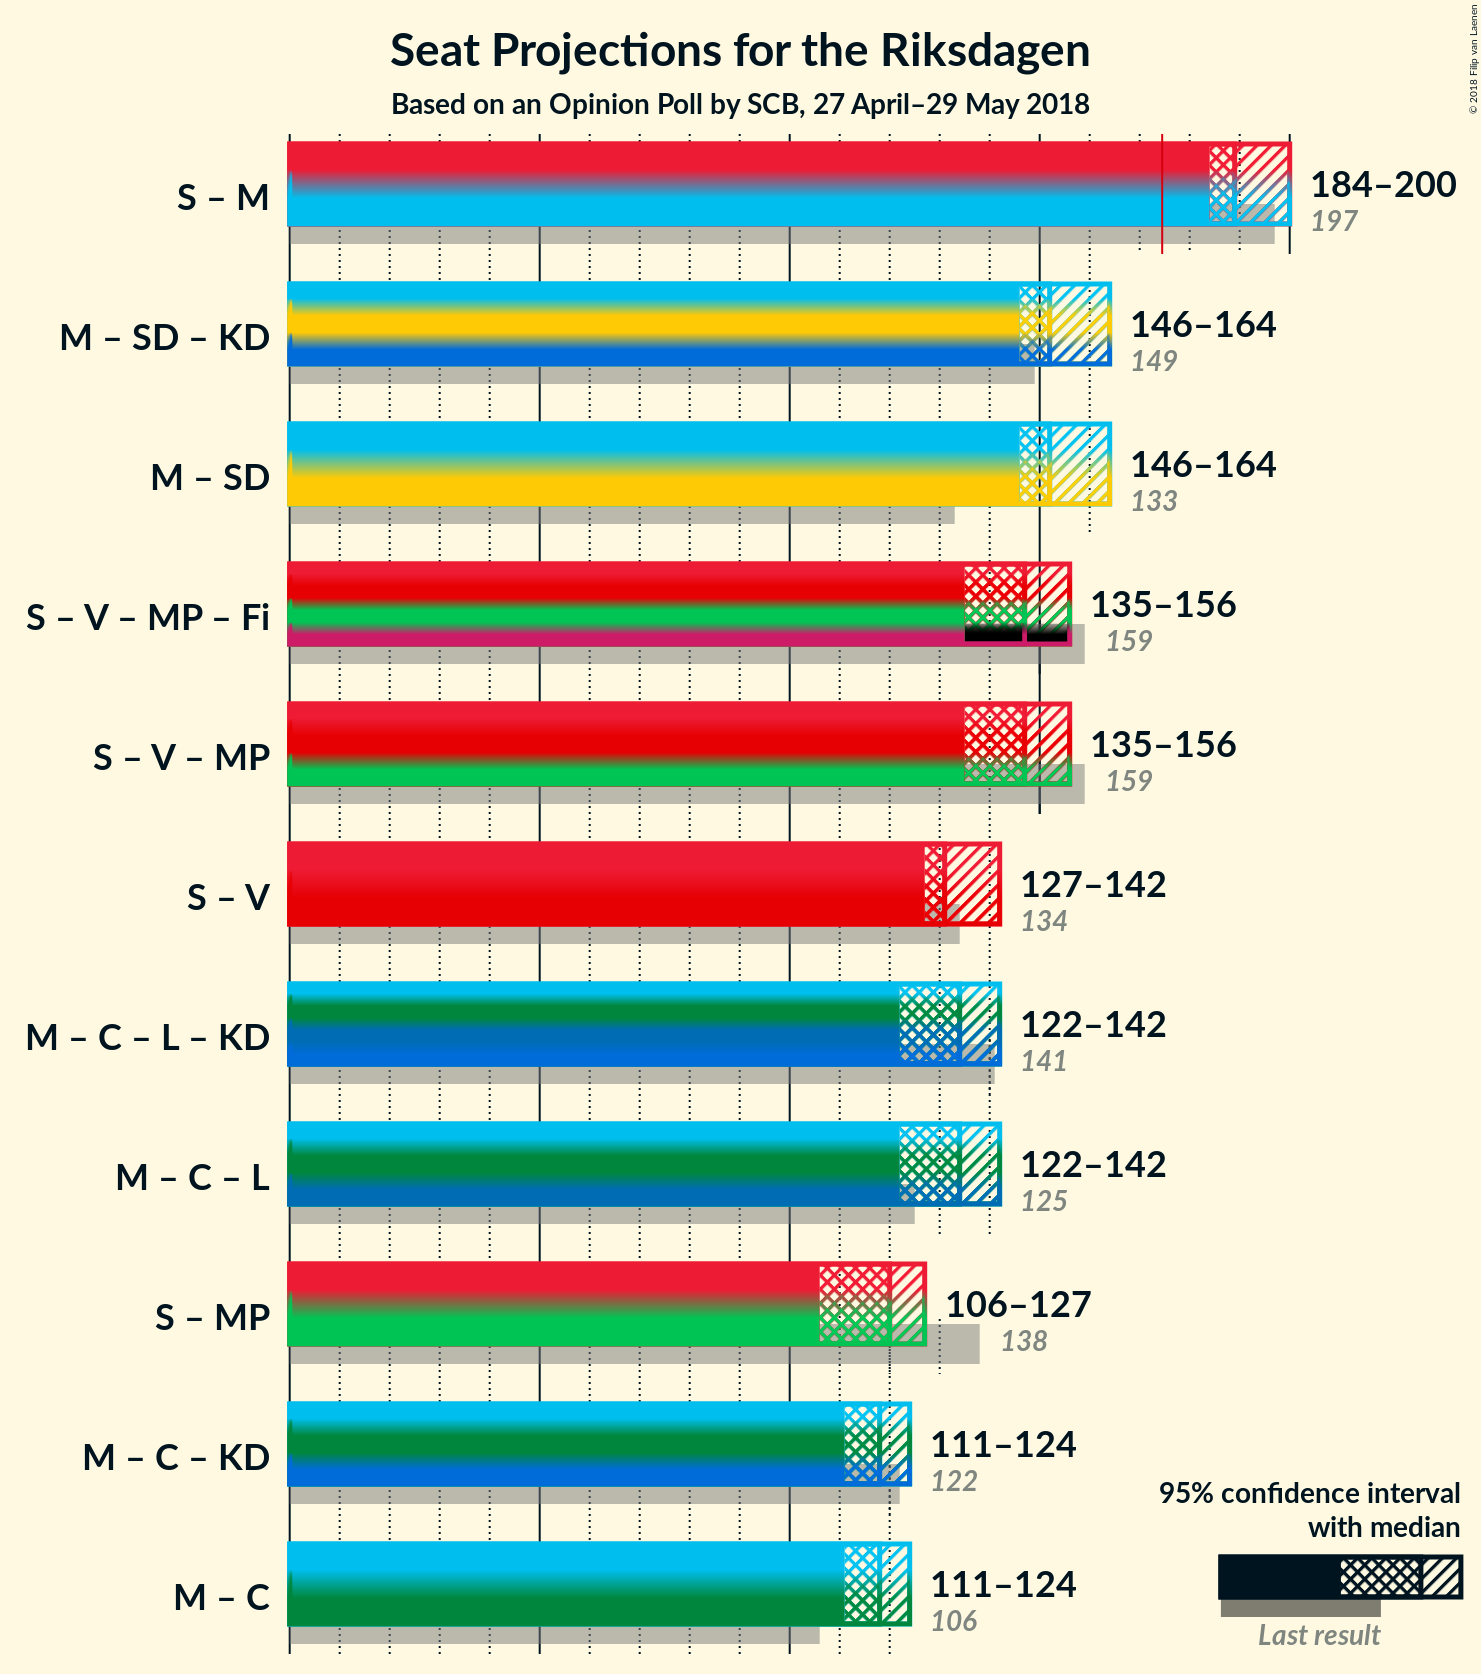 Seat Projections for the Riksdagen
Based on an Opinion Poll by SCB, 27 April–29 May 2018
© 2018 Filip van Laenen
S – M
184–200
197
M – SD – KD
146–164
149
M – SD
146–164
133
S – V – MP – Fi
135–156
159
S – V – MP
135–156
159
S – V
127–142
134
M – C – L – KD
122–142
141
M – C – L
122–142
125
S – MP
106–127
138
M – C – KD
111–124
122
M – C
111–124
106
95% confidence interval
with median
Last result